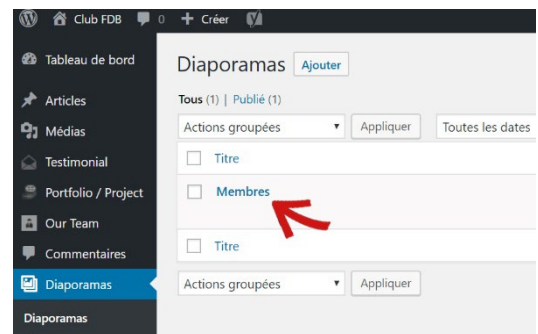 Club FDB 0 + Créer
Tableau de bord
Articles
Médias
Testimonial
Portfolio / Project
Our Team
Commentaires
Diaporamas
Diaporamas
Diaporamas Ajouter
Tous (1) | Publié (1)
Actions groupées Appliquer Toutes les dates
Titre
Membres
Titre
Actions groupées Appliquer